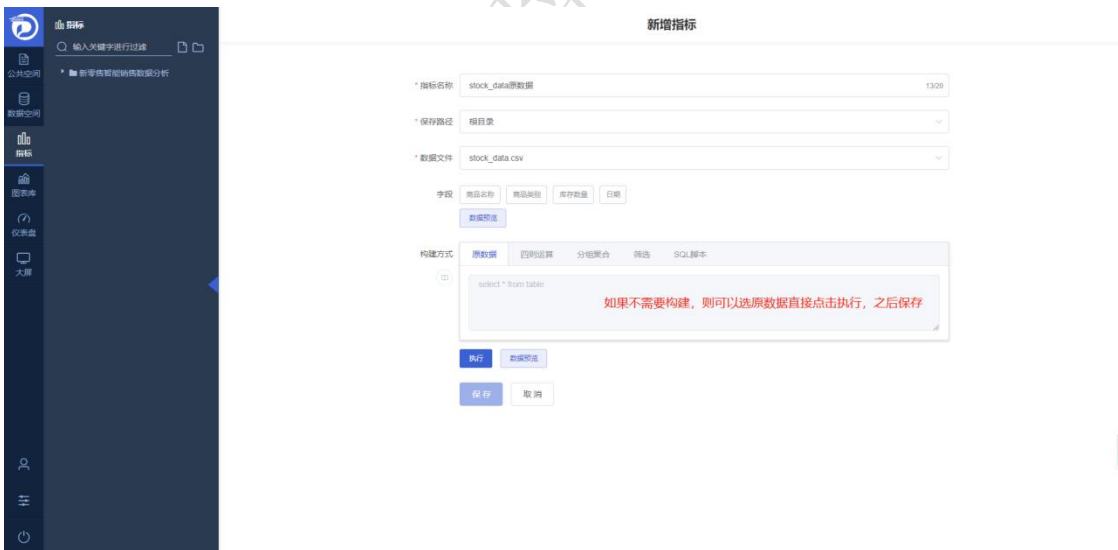 指标
新增指标
输入关键字进行过滤
新零售智能销售数据分析
公共空间
数据空间
指标
图表库
仪表盘
大屏
* 指标名称
stock_data原数据
13/20
* 保存路径
根目录
* 数据文件
stock_data.csv
字段
商品名称
商品类别
库存数量
日期
数据预览
构建方式
原数据
四则运算
分组聚合
筛选
SQL脚本
select * from table
如果不需要构建，则可以选原数据直接点击执行，之后保存
执行
数据预览
保存
取消